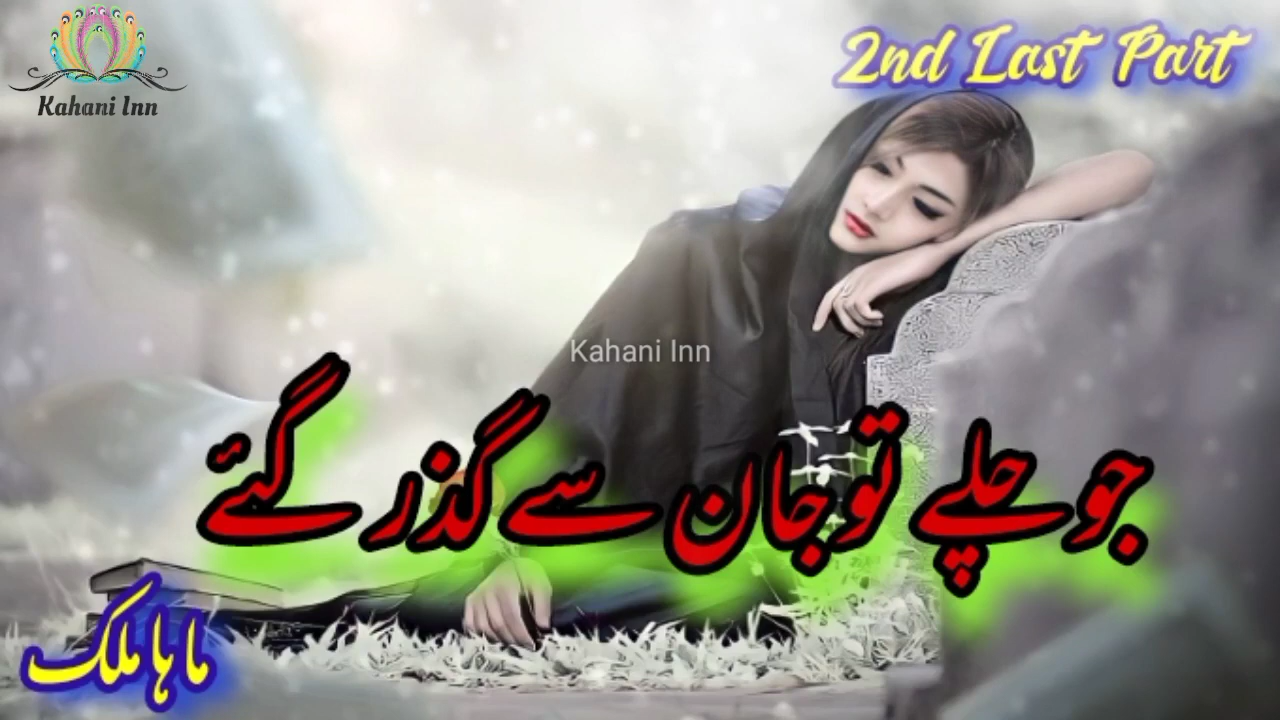 2nd Last Part
Kahani Inn
Kahani Inn
جو چلے تو جان سے گذر گئے
ماہا ملک